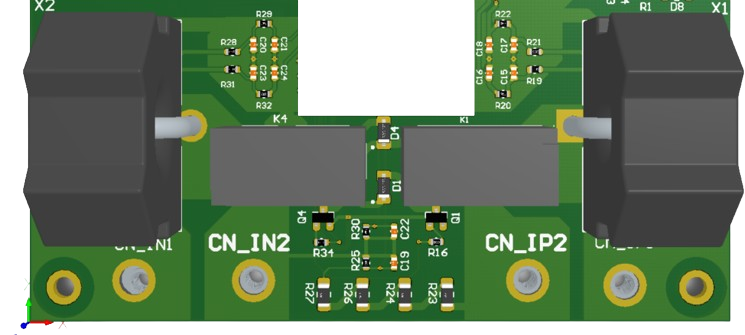 X2
R29
R22
R1
D8
X1
R28
C20
C21
C18
C17
R21
R31
C23
C24
C16
C15
R19
R32
R20
K4
D4
K1
D1
Q4
R30
C22
Q1
CN_IN2
R34
R16
CN_IP2
R25
C19
R27
R26
R24
R23